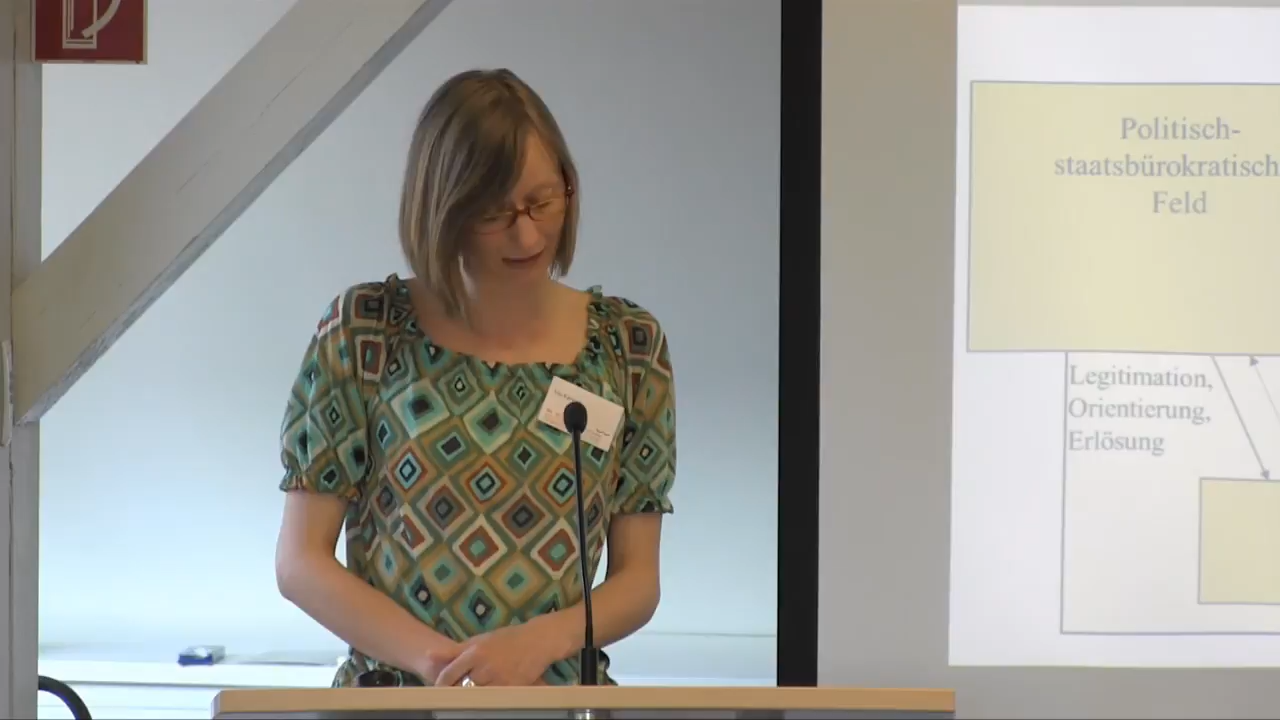 Politisch-
staatsbürokratisch
Feld
Legitimation,
Orientierung,
Erlösung